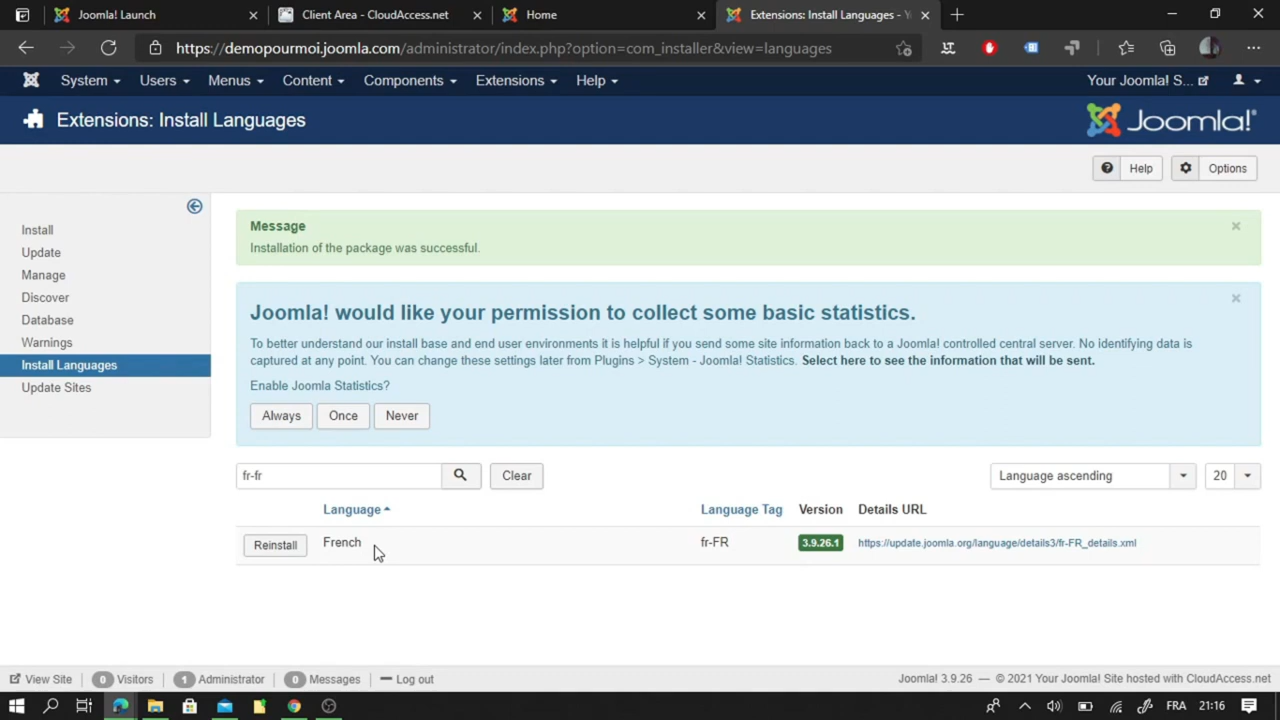 Joomla! Launch
Client Area - CloudAccess.net
Home
Extensions: Install Languages - Y
https://demopourmoi.joomla.com/administrator/index.php?option=com_installer&view=languages
System Users Menus Content Components Extensions Help
Your Joomla! S...
Extensions: Install Languages
Joomla!
Help
Options
Install
Update
Manage
Discover
Database
Warnings
Install Languages
Update Sites
Message
Installation of the package was successful.
Joomla! would like your permission to collect some basic statistics.
To better understand our install base and end user environments it is helpful if you send some site information back to a Joomla! controlled central server. No identifying data is
captured at any point. You can change these settings later from Plugins > System - Joomla! Statistics. Select here to see the information that will be sent.
Enable Joomla Statistics?
Always Once Never
fr-fr
Clear
Language ascending
20
Language Language Tag Version Details URL
Reinstall French fr-FR 3.9.26.1 https://update.joomla.org/language/details3/fr-FR_details.xml
View Site 0 Visitors 1 Administrator 0 Messages Log out
Joomla! 3.9.26 — © 2021 Your Joomla! Site hosted with CloudAccess.net
FRA 21:16